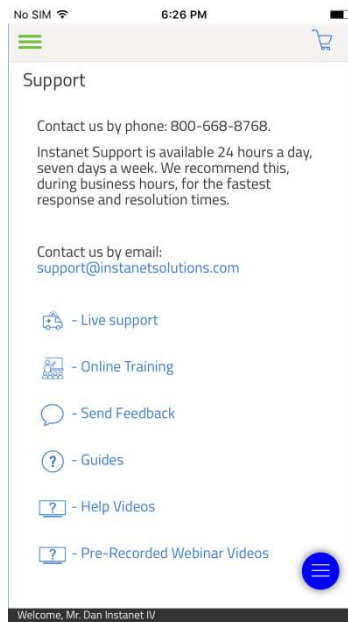 No SIM 6:26 PM
Support
Contact us by phone: 800-668-8768.
Instanet Support is available 24 hours a day,
seven days a week. We recommend this,
during business hours, for the fastest
response and resolution times.
Contact us by email:
support@instanetsolutions.com
- Live support
- Online Training
- Send Feedback
? - Guides
? - Help Videos
? - Pre-Recorded Webinar Videos
Welcome, Mr. Dan Instanet IV